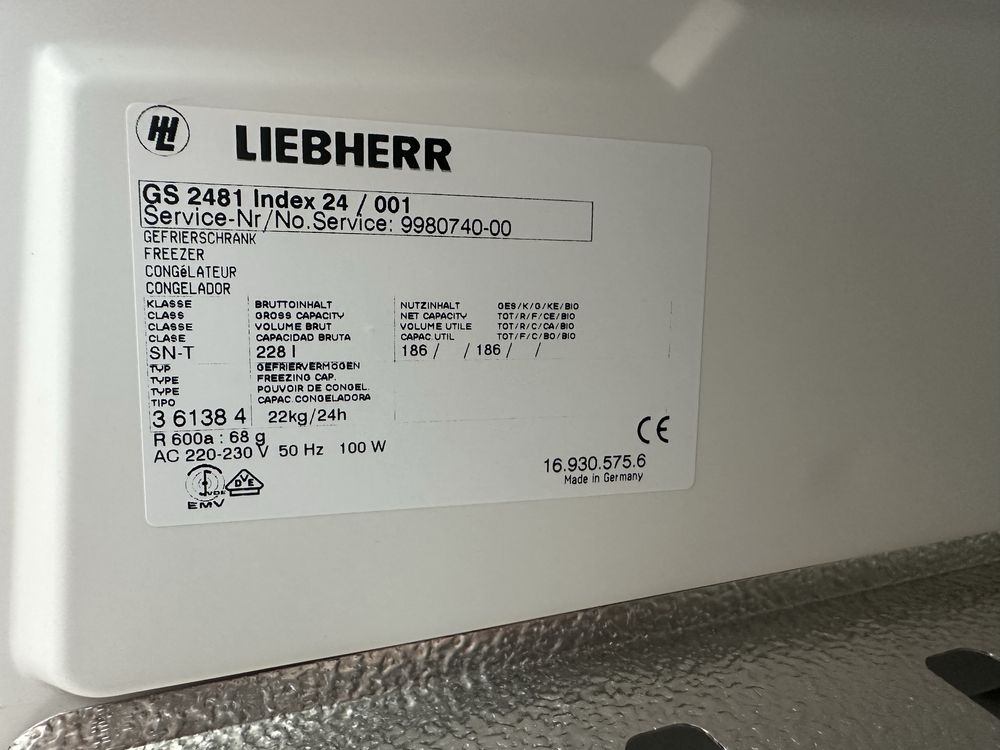 LIEBHERR
GS 2481 Index 24 / 001
Service-Nr/No.Service: 9980740-00
GEFRIERSCHRANK
FREEZER
CONGéLATEUR
CONGELADOR
KLASSE BRUTTOINHALT NUTZINHALT GES/K/G/KE/BIO
CLASS GROSS CAPACITY NET CAPACITY TOT/R/F/CE/BIO
CLASSE VOLUME BRUT VOLUME UTILE TOT/R/C/CA/BIO
CLASE CAPACIDAD BRUTA CAPAC.UTIL TOT/F/C/BO/BIO
SN-T 228 l 186 / / 186 / /
TYP GEFRIERVERMÖGEN
TYPE FREEZING CAP.
TYPE POUVOIR DE CONGEL.
TIPO CAPAC.CONGELADORA
3 6138 4 22kg/24h
R 600a : 68 g
AC 220-230 V 50 Hz 100 W
CE
16.930.575.6
Made in Germany
VDE DVE
EMV